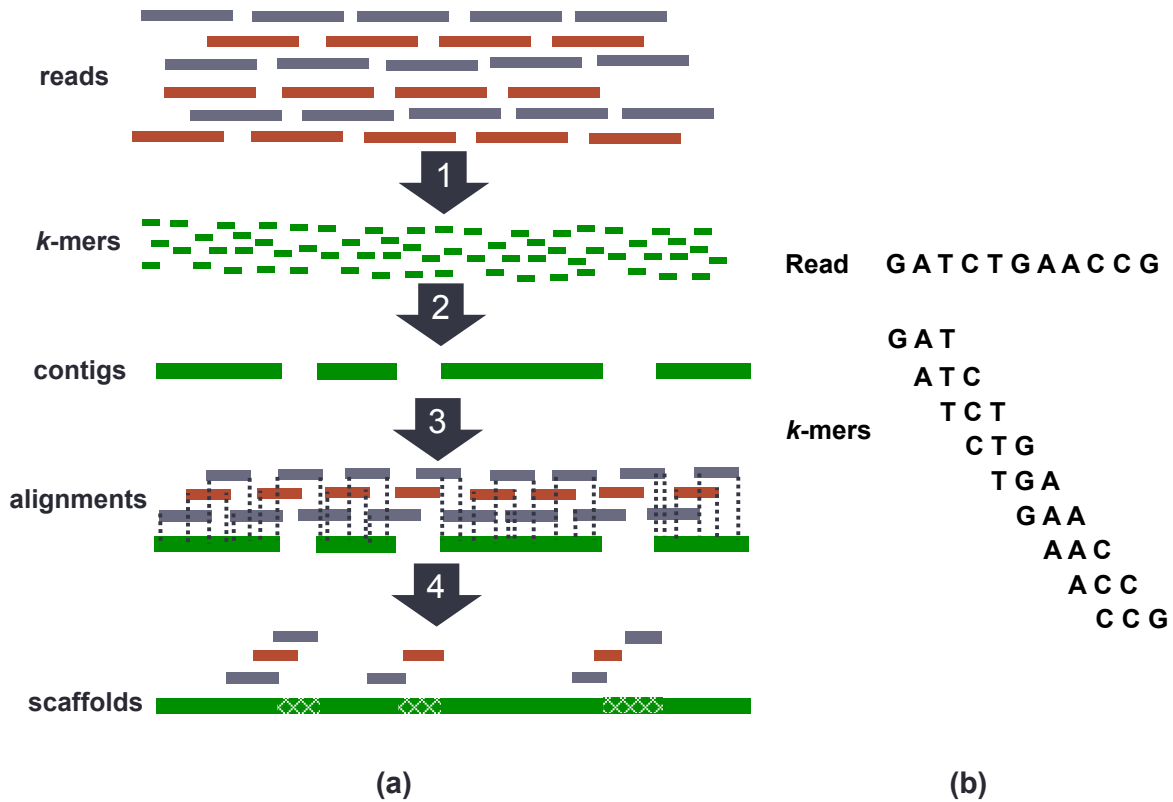 reads
1
k-mers
2
contigs
3
alignments
4
scaffolds
(a)
Read G A T C T G A A C C G
k-mers
G A T
A T C
T C T
C T G
T G A
G A A
A A C
A C C
C C G
(b)